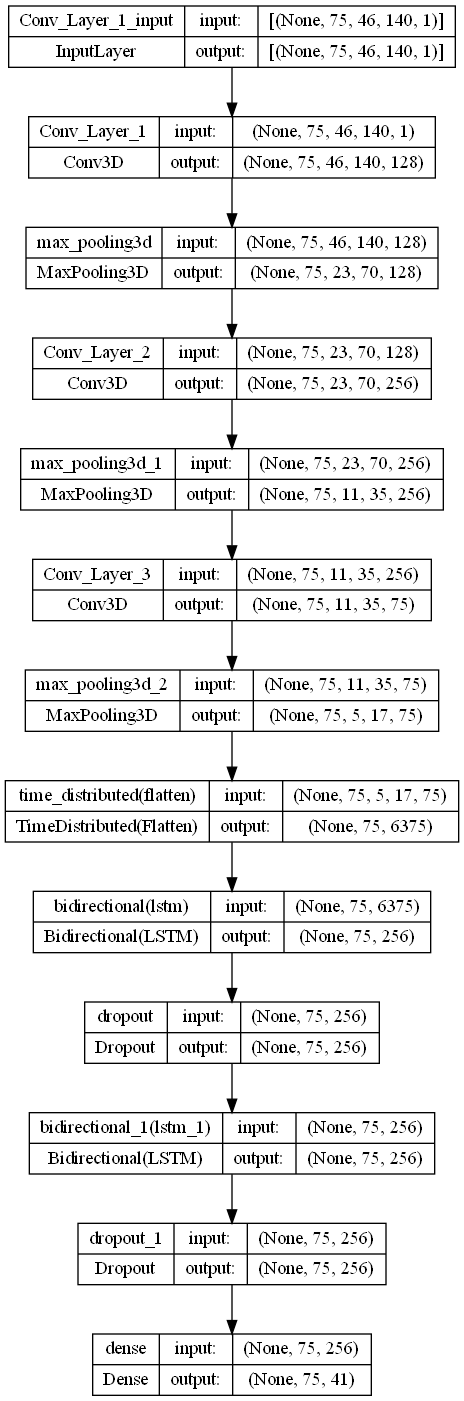 Conv_Layer_1_input input: [(None, 75, 46, 140, 1)]
InputLayer output: [(None, 75, 46, 140, 1)]
Conv_Layer_1 input: (None, 75, 46, 140, 1)
Conv3D output: (None, 75, 46, 140, 128)
max_pooling3d input: (None, 75, 46, 140, 128)
MaxPooling3D output: (None, 75, 23, 70, 128)
Conv_Layer_2 input: (None, 75, 23, 70, 128)
Conv3D output: (None, 75, 23, 70, 256)
max_pooling3d_1 input: (None, 75, 23, 70, 256)
MaxPooling3D output: (None, 75, 11, 35, 256)
Conv_Layer_3 input: (None, 75, 11, 35, 256)
Conv3D output: (None, 75, 11, 35, 75)
max_pooling3d_2 input: (None, 75, 11, 35, 75)
MaxPooling3D output: (None, 75, 5, 17, 75)
time_distributed(flatten) input: (None, 75, 5, 17, 75)
TimeDistributed(Flatten) output: (None, 75, 6375)
bidirectional(lstm) input: (None, 75, 6375)
Bidirectional(LSTM) output: (None, 75, 256)
dropout input: (None, 75, 256)
Dropout output: (None, 75, 256)
bidirectional_1(lstm_1) input: (None, 75, 256)
Bidirectional(LSTM) output: (None, 75, 256)
dropout_1 input: (None, 75, 256)
Dropout output: (None, 75, 256)
dense input: (None, 75, 256)
Dense output: (None, 75, 41)